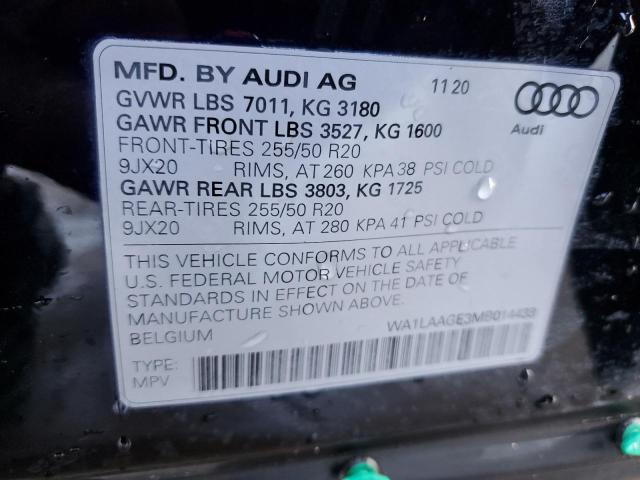 MFD. BY AUDI AG 11 20
GVWR LBS 7011, KG 3180
GAWR FRONT LBS 3527, KG 1600
FRONT-TIRES 255/50 R20
9JX20 RIMS, AT 260 KPA 38 PSI COLD
GAWR REAR LBS 3803, KG 1725
REAR-TIRES 255/50 R20
9JX20 RIMS, AT 280 KPA 41 PSI COLD
Audi
THIS VEHICLE CONFORMS TO ALL APPLICABLE
U.S. FEDERAL MOTOR VEHICLE SAFETY
STANDARDS IN EFFECT ON THE DATE OF
MANUFACTURE SHOWN ABOVE.
BELGIUM
WA1LAAGE3MB014438
TYPE:
MPV